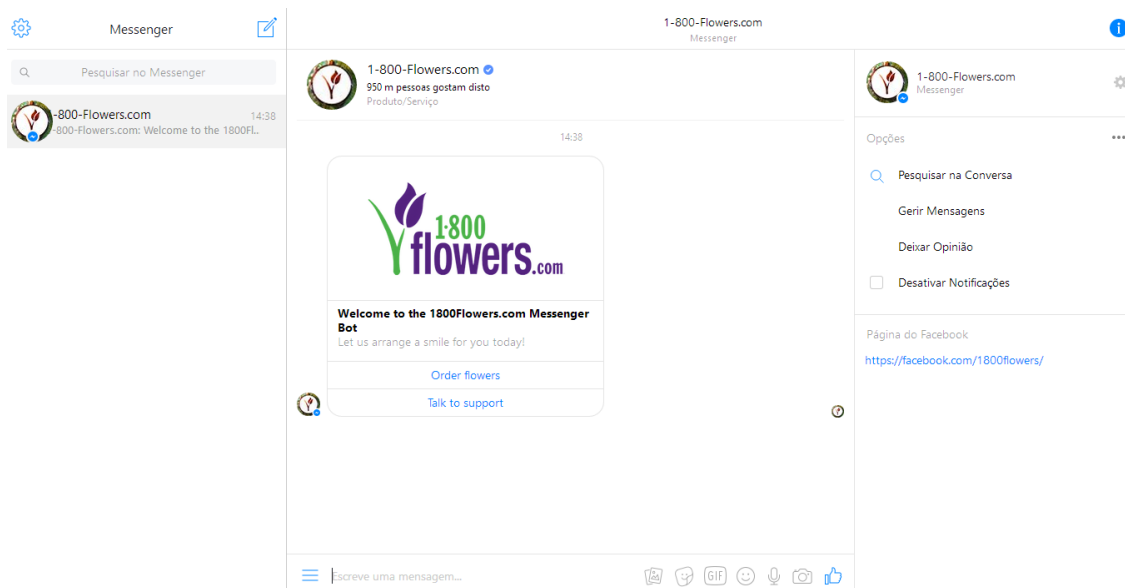 Messenger
Pesquisar no Messenger
-800-Flowers.com
14:38
-800-Flowers.com: Welcome to the 1800Fl..
1-800-Flowers.com
Messenger
1-800-Flowers.com
950 m pessoas gostam disto
Produto/Serviço
14:38
1·800
flowers.com
Welcome to the 1800Flowers.com Messenger
Bot
Let us arrange a smile for you today!
Order flowers
Talk to support
Escreve uma mensagem...
GIF
1-800-Flowers.com
Messenger
Opções
Pesquisar na Conversa
Gerir Mensagens
Deixar Opinião
Desativar Notificações
Página do Facebook
https://facebook.com/1800flowers/